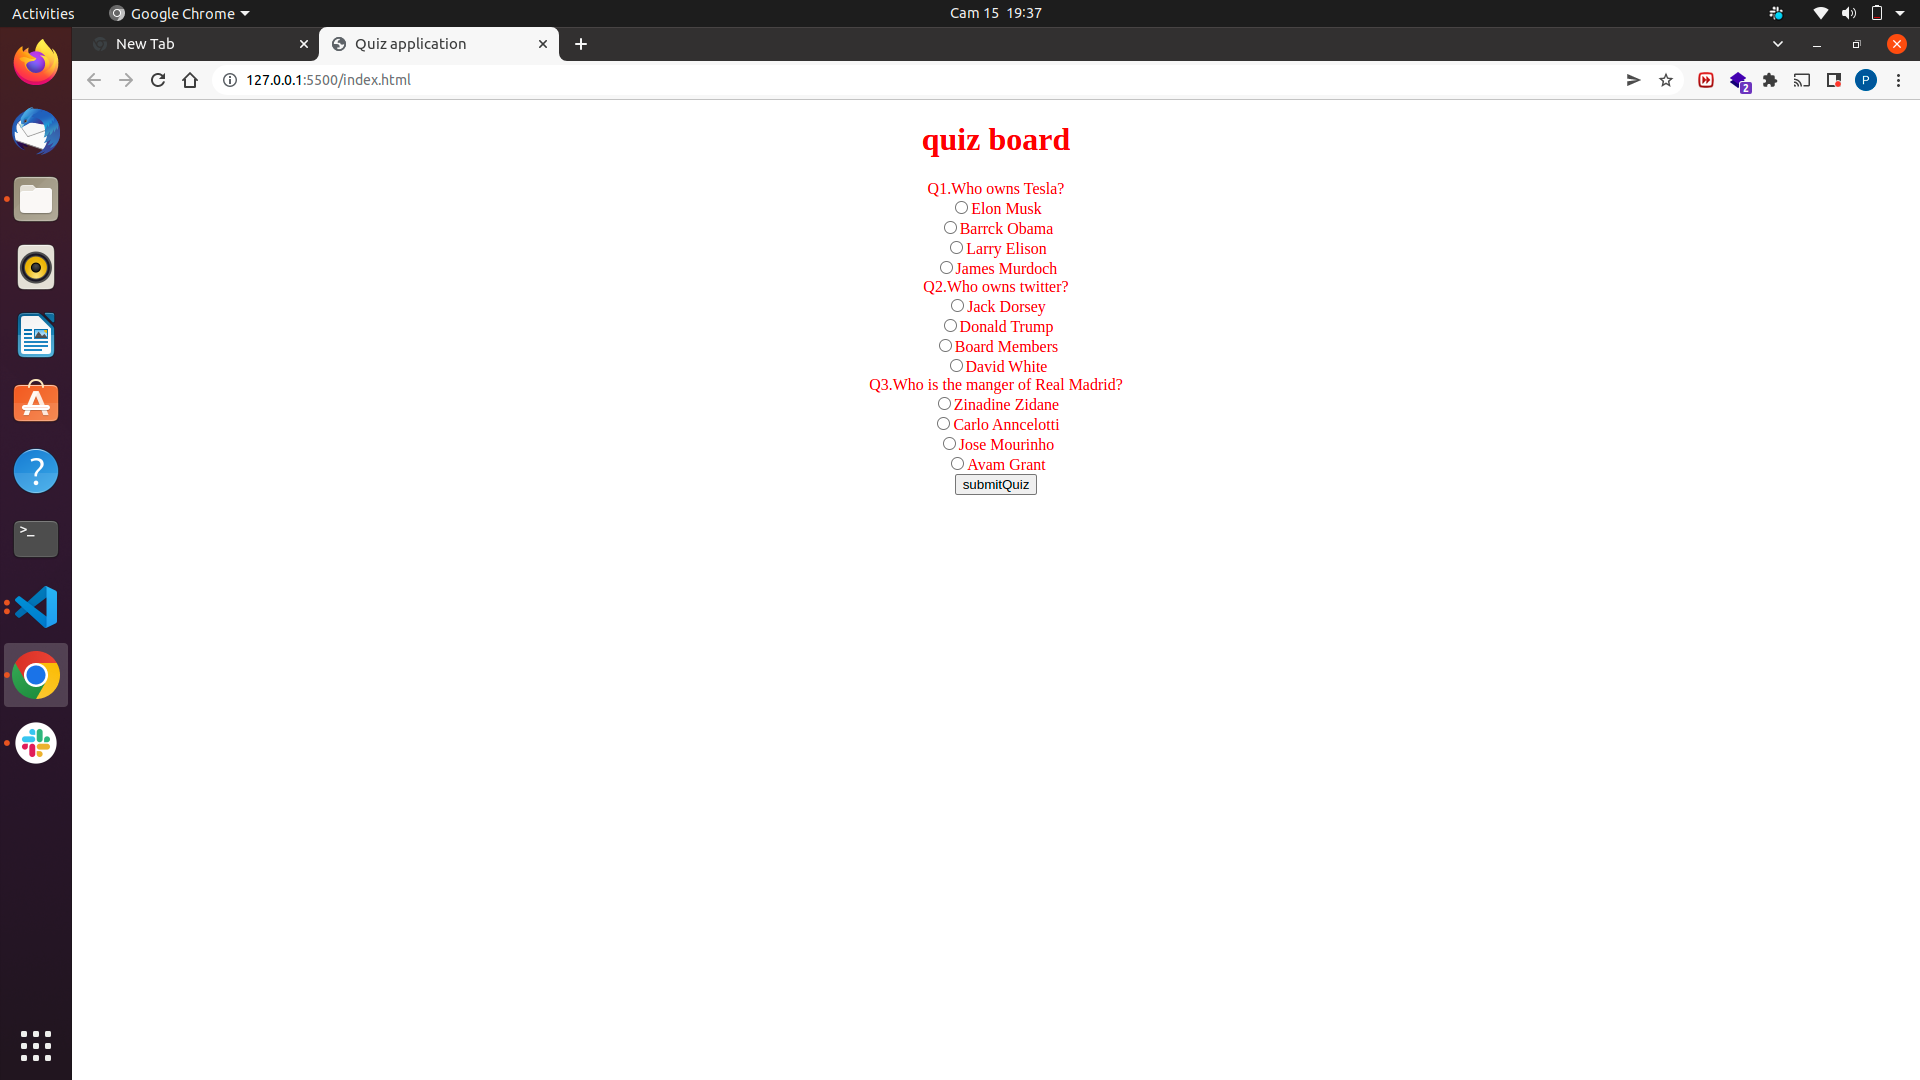 Activities
Google Chrome
Cam 15 19:37
New Tab
Quiz application
127.0.0.1:5500/index.html
2
P
quiz board
Q1.Who owns Tesla?
Elon Musk
Barrck Obama
Larry Elison
James Murdoch
Q2.Who owns twitter?
Jack Dorsey
Donald Trump
Board Members
David White
Q3.Who is the manger of Real Madrid?
Zinadine Zidane
Carlo Anncelotti
Jose Mourinho
Avam Grant
submitQuiz